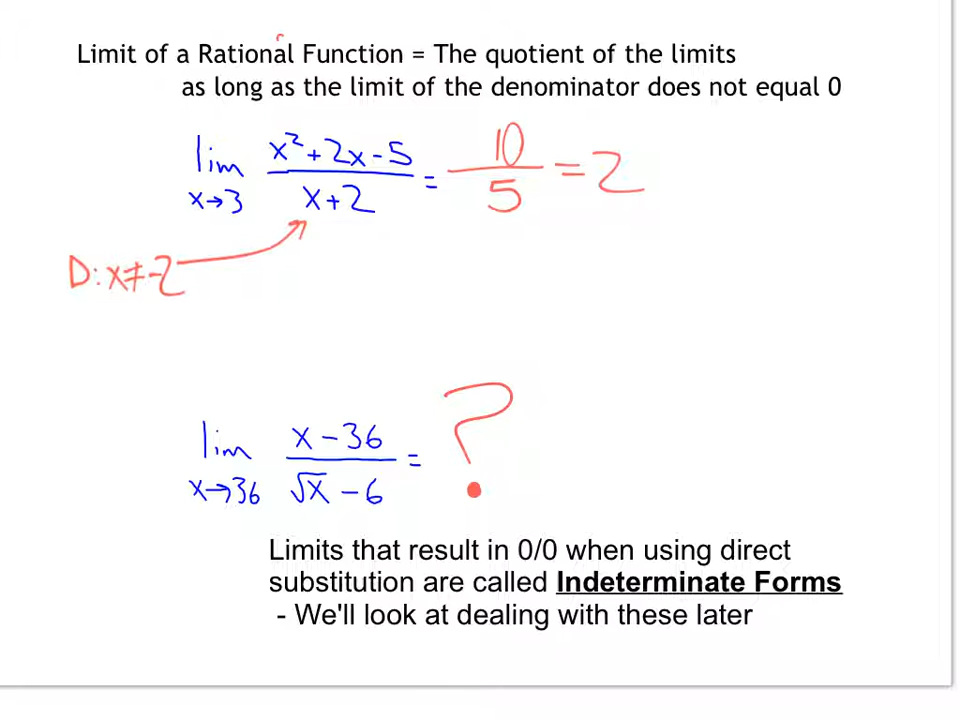 Limit of a Rational Function = The quotient of the limits
as long as the limit of the denominator does not equal 0
lim x→3 (x²+2x-5)/(x+2) = 10/5 = 2
D: x≠-2
lim x→36 (x-36)/(√x-6) = ?
Limits that result in 0/0 when using direct
substitution are called Indeterminate Forms
- We'll look at dealing with these later